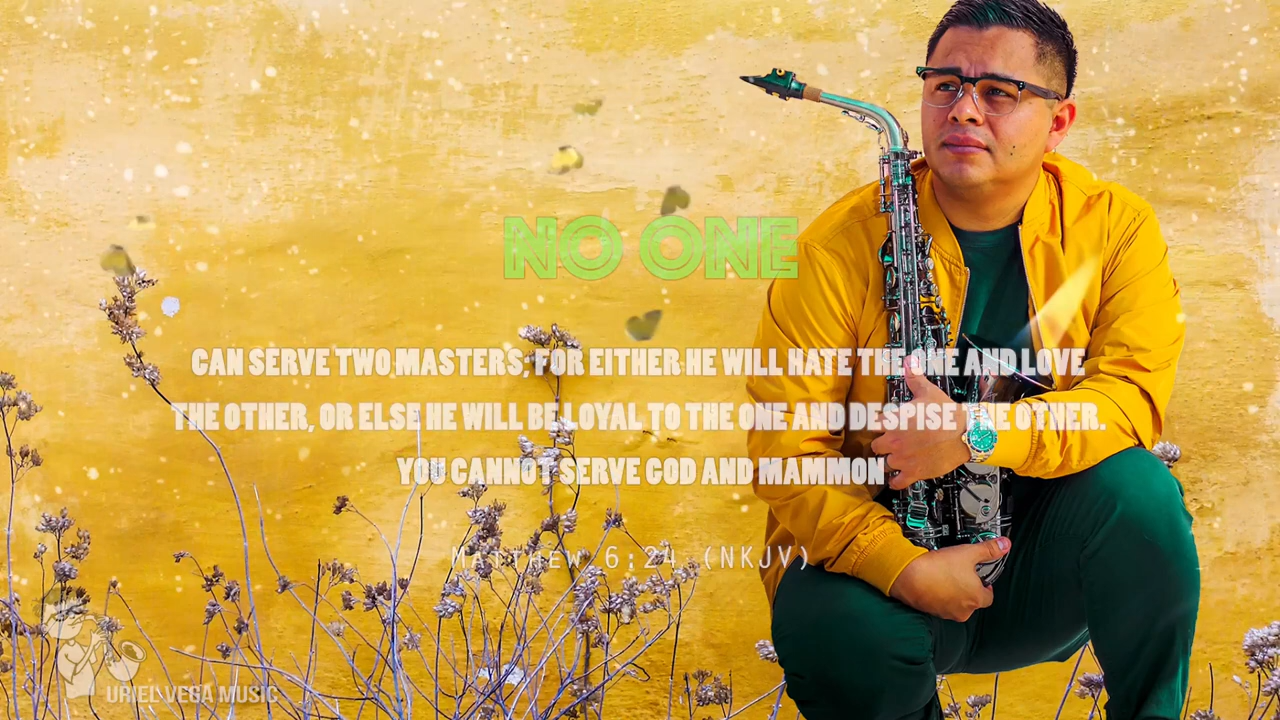 NO ONE
CAN SERVE TWO MASTERS; FOR EITHER HE WILL HATE THE ONE AND LOVE
THE OTHER, OR ELSE HE WILL BE LOYAL TO THE ONE AND DESPISE THE OTHER.
YOU CANNOT SERVE GOD AND MAMMON
MATTHEW 6:24 (NKJV)
URIEL VEGA MUSIC